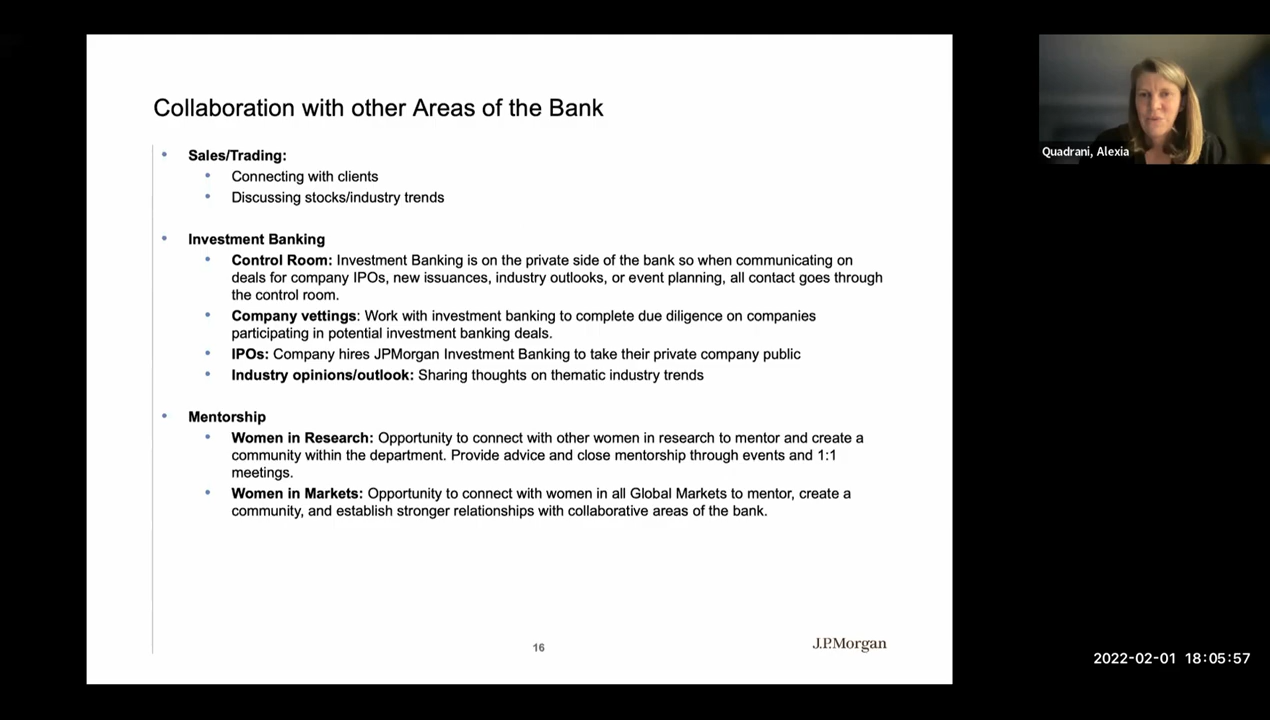 Collaboration with other Areas of the Bank
Quadrani, Alexia
• Sales/Trading:
• Connecting with clients
• Discussing stocks/industry trends
• Investment Banking
• Control Room: Investment Banking is on the private side of the bank so when communicating on
deals for company IPOs, new issuances, industry outlooks, or event planning, all contact goes through
the control room.
• Company vettings: Work with investment banking to complete due diligence on companies
participating in potential investment banking deals.
• IPOs: Company hires JPMorgan Investment Banking to take their private company public
• Industry opinions/outlook: Sharing thoughts on thematic industry trends
• Mentorship
• Women in Research: Opportunity to connect with other women in research to mentor and create a
community within the department. Provide advice and close mentorship through events and 1:1
meetings.
• Women in Markets: Opportunity to connect with women in all Global Markets to mentor, create a
community, and establish stronger relationships with collaborative areas of the bank.
16
J.P.Morgan
2022-02-01 18:05:57